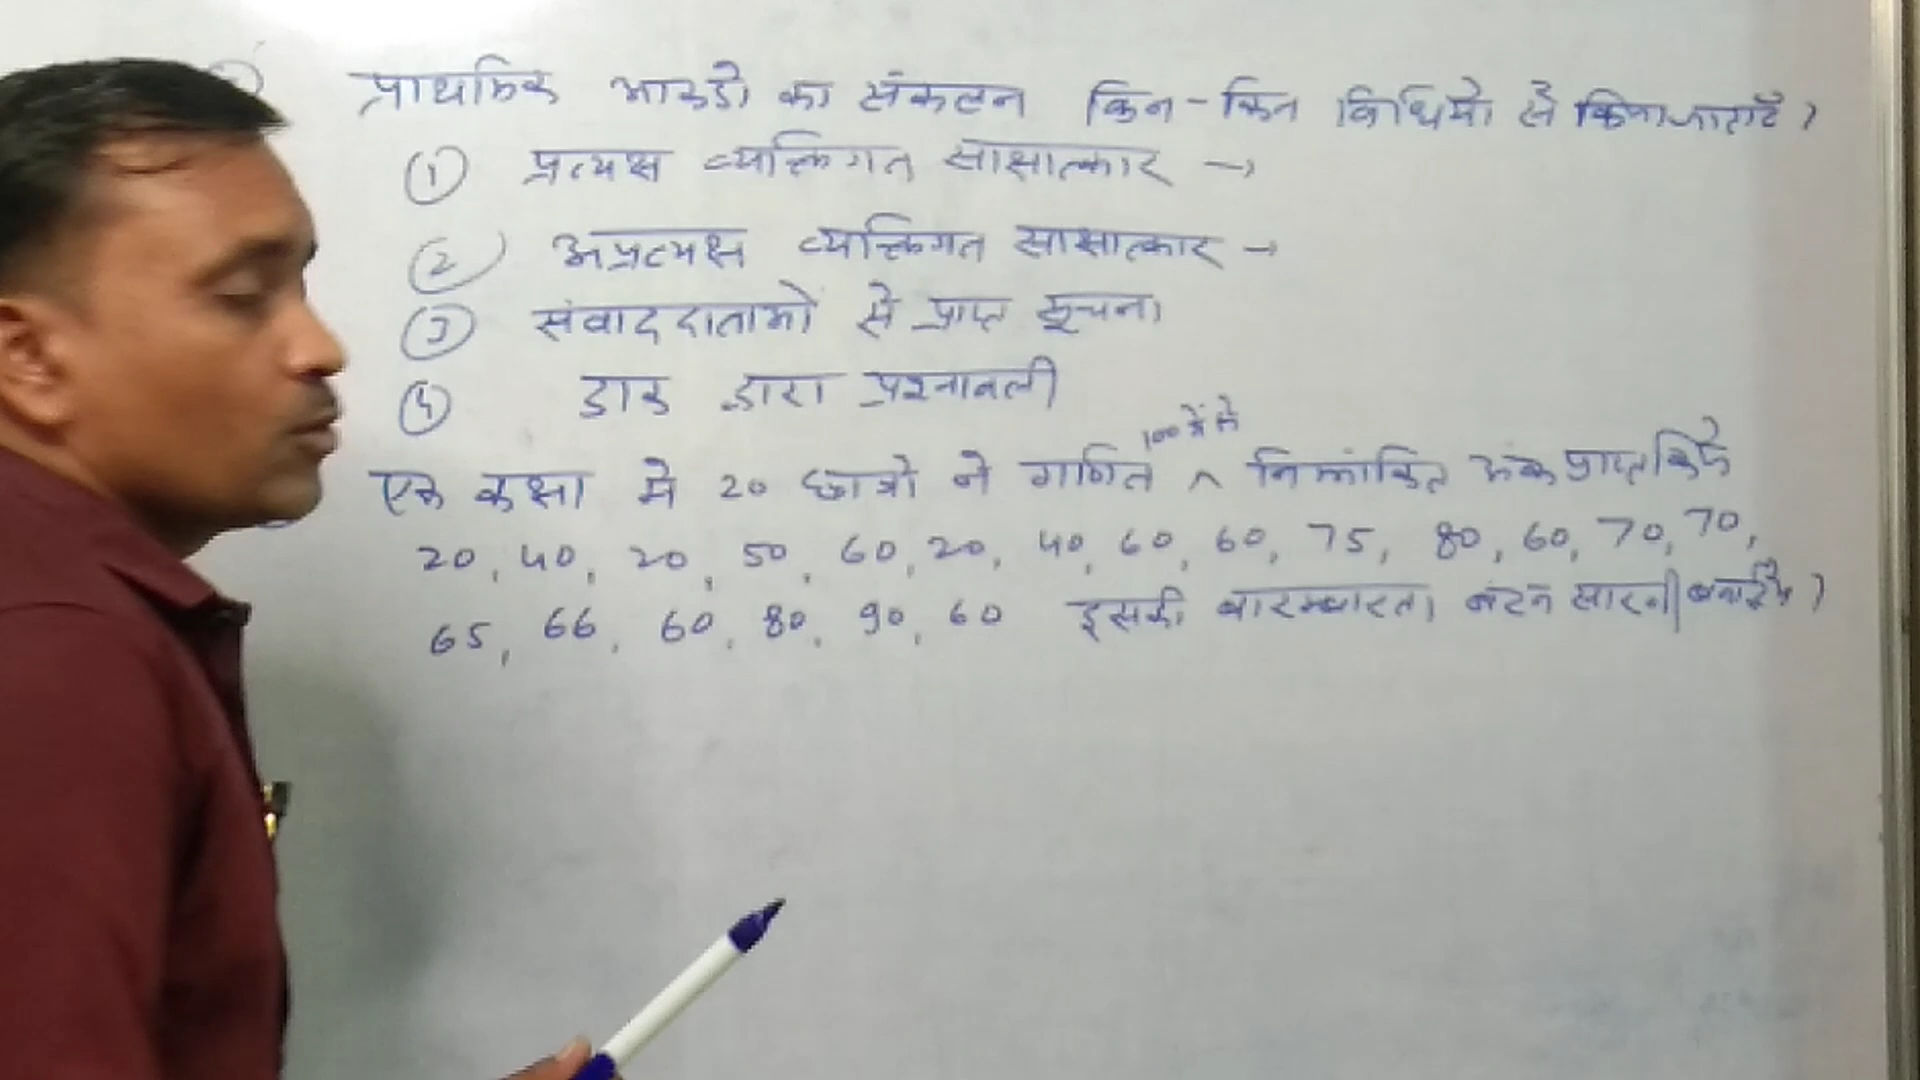 प्राथमिक आकडो का संकलन किन-किन विधियो से किया जाता है ?
① प्रत्यक्ष व्यक्तिगत साक्षात्कार →
② अप्रत्यक्ष व्यक्तिगत साक्षात्कार →
③ संवाददाताओं से प्राप्त सूचना
④ डाक द्वारा प्रश्नावली
100 में से
एक कक्षा मे 20 छात्रो ने गणित ^ निम्नांकित अंक प्राप्त किये
20, 40, 20, 50, 60, 20, 40, 60, 60, 75, 80, 60, 70, 70,
65, 66, 60, 80, 90, 60 इसकी बारम्बारता बंटन सारनी बनाईये ?